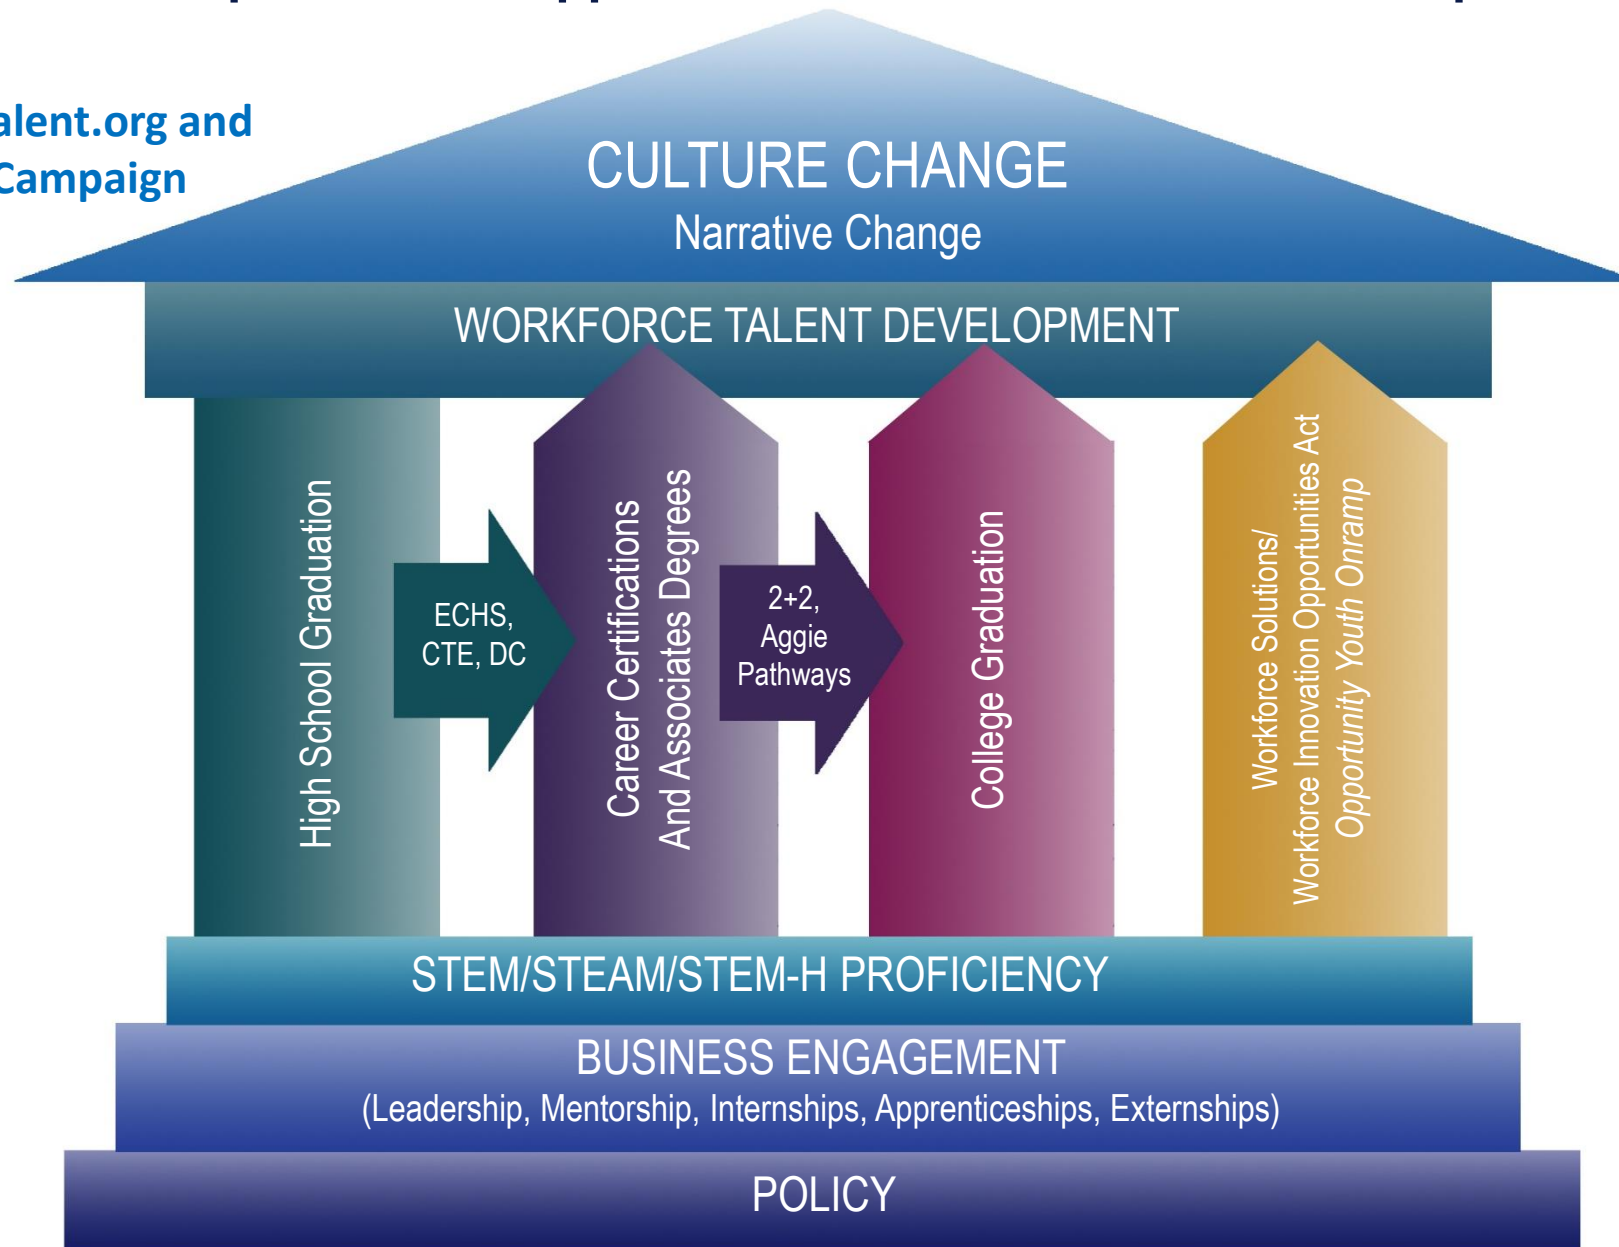 and
Campaign
CULTURE CHANGE
Narrative Change
WORKFORCE TALENT DEVELOPMENT
High School Graduation
ECHS,
CTE, DC
Career Certifications
And Associates Degrees
2+2,
Aggie
Pathways
College Graduation
Workforce Solutions/
Workforce Innovation Opportunities Act
Opportunity Youth Onramp
STEM/STEAM/STEM-H PROFICIENCY
BUSINESS ENGAGEMENT
(Leadership, Mentorship, Internships, Apprenticeships, Externships)
POLICY